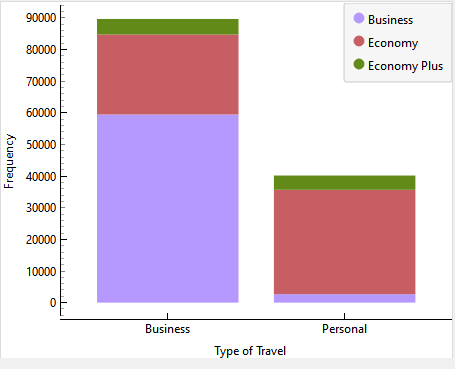 Business
Economy
Economy Plus
90000
80000
70000
60000
50000
40000
30000
20000
10000
0
Frequency
Business
Personal
Type of Travel